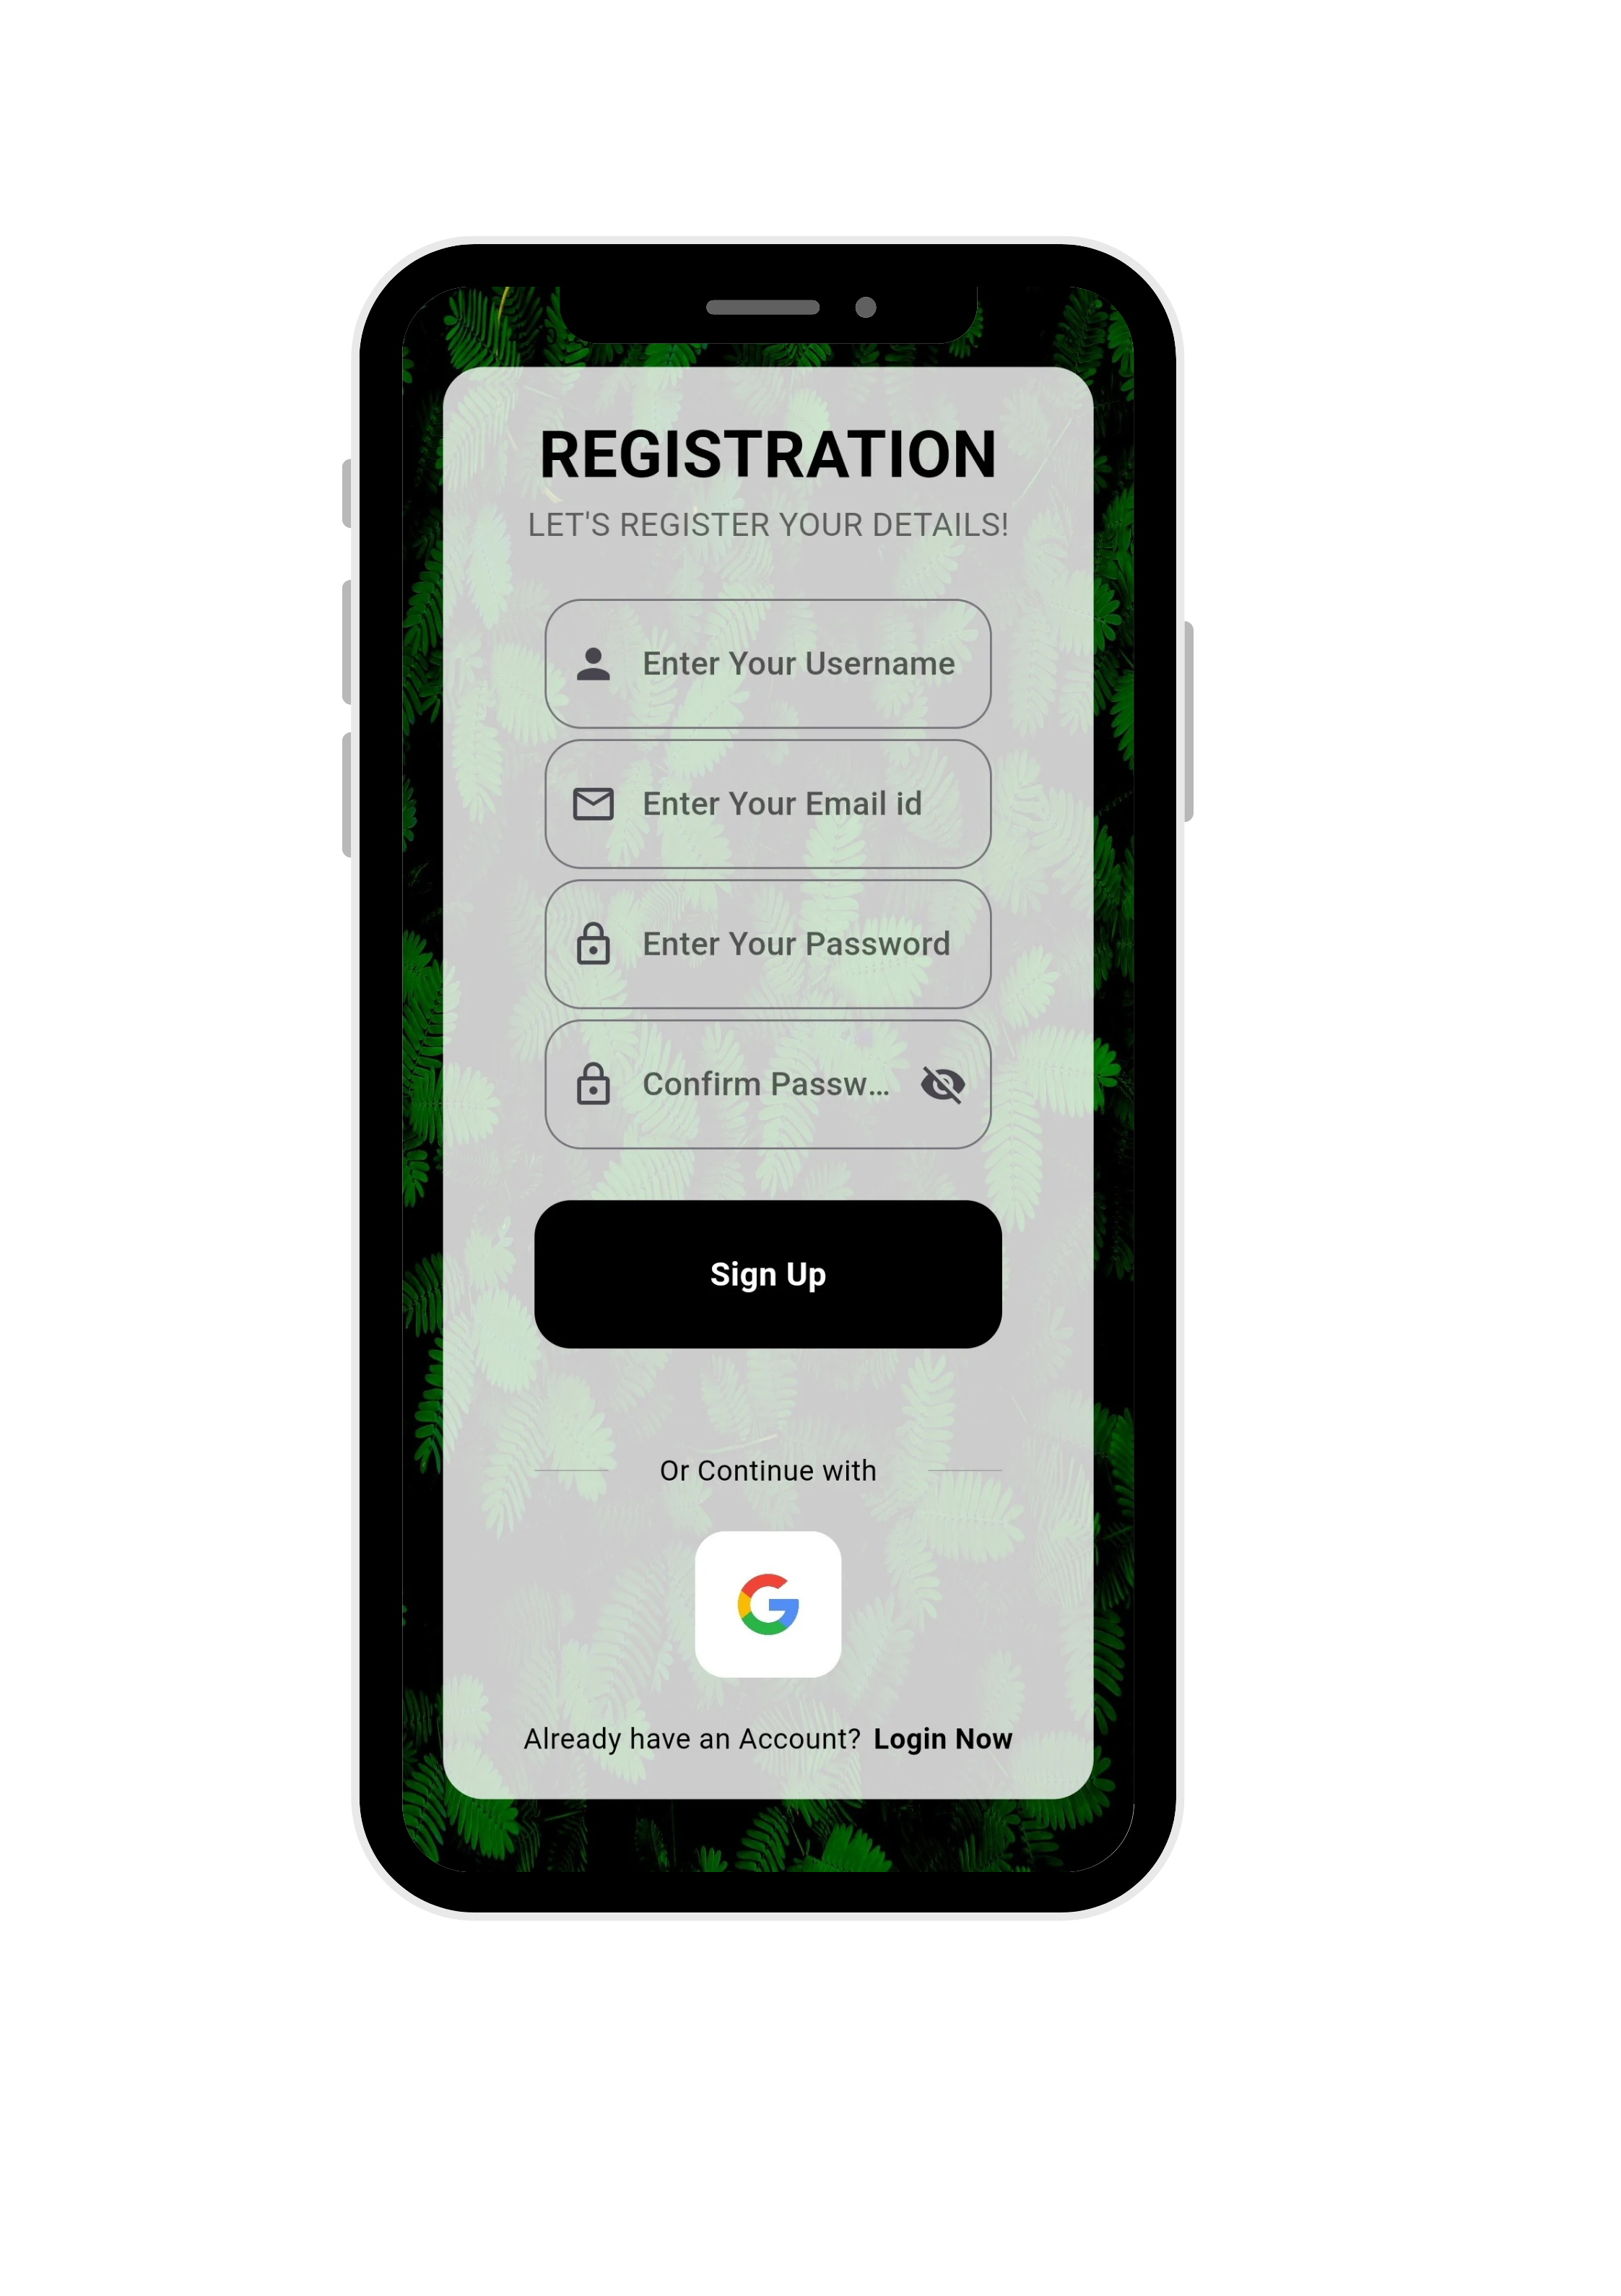 REGISTRATION
LET'S REGISTER YOUR DETAILS!
Enter Your Username
Enter Your Email id
Enter Your Password
Confirm Passw...
Sign Up
Or Continue with
Already have an Account? Login Now